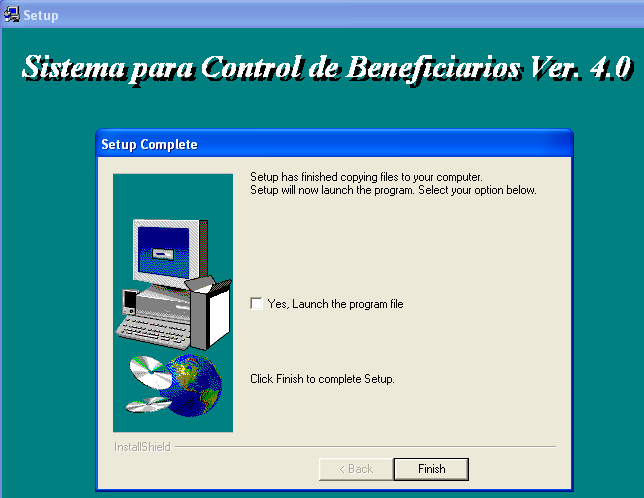 Setup
Sistema para Control de Beneficiarios Ver. 4.0
Setup Complete
Setup has finished copying files to your computer.
Setup will now launch the program. Select your option below.
Yes, Launch the program file
Click Finish to complete Setup.
InstallShield
< Back
Finish